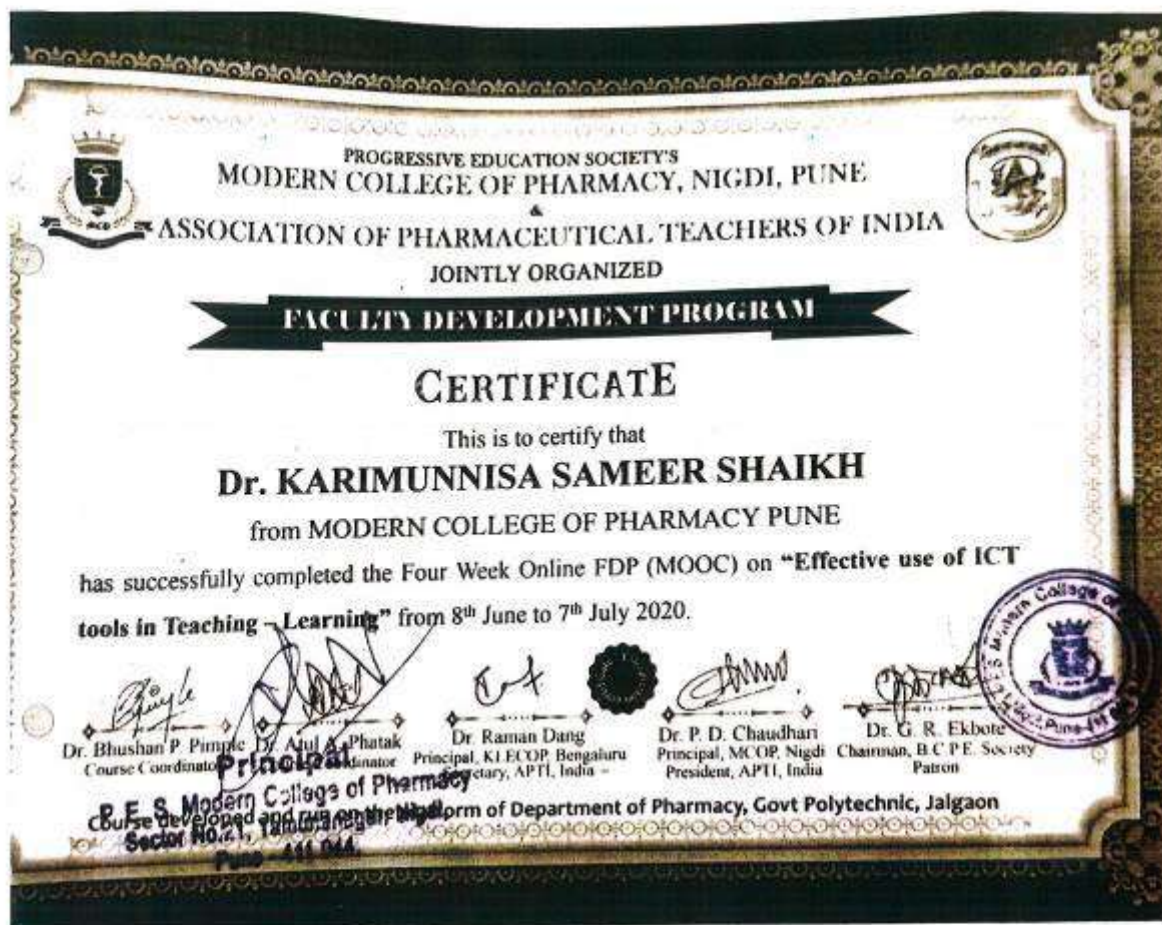 PROGRESSIVE EDUCATION SOCIETY'S
MODERN COLLEGE OF PHARMACY, NIGDI, PUNE
&
ASSOCIATION OF PHARMACEUTICAL TEACHERS OF INDIA
JOINTLY ORGANIZED
FACULTY DEVELOPMENT PROGRAM
CERTIFICATE
This is to certify that
Dr. KARIMUNNISA SAMEER SHAIKH
from MODERN COLLEGE OF PHARMACY PUNE
has successfully completed the Four Week Online FDP (MOOC) on "Effective use of ICT
tools in Teaching – Learning" from 8th June to 7th July 2020.
Dr. Bhushan P. Pimple
Course Coordinator
Dr. Atul A. Phatak
Dr. Raman Dang
Principal, KLECOP, Bengaluru
Secretary, APTI, India
Dr. P. D. Chaudhari
Principal, MCOP, Nigdi
President, APTI, India
Dr. G. R. Ekbote
Chairman, B.C.P.E. Society
Patron
Principal
P. E. S. Modern College of Pharmacy
Sector No.21,
Pune - 411 044.
Course developed and run on the of Department of Pharmacy, Govt Polytechnic, Jalgaon
Modern College of